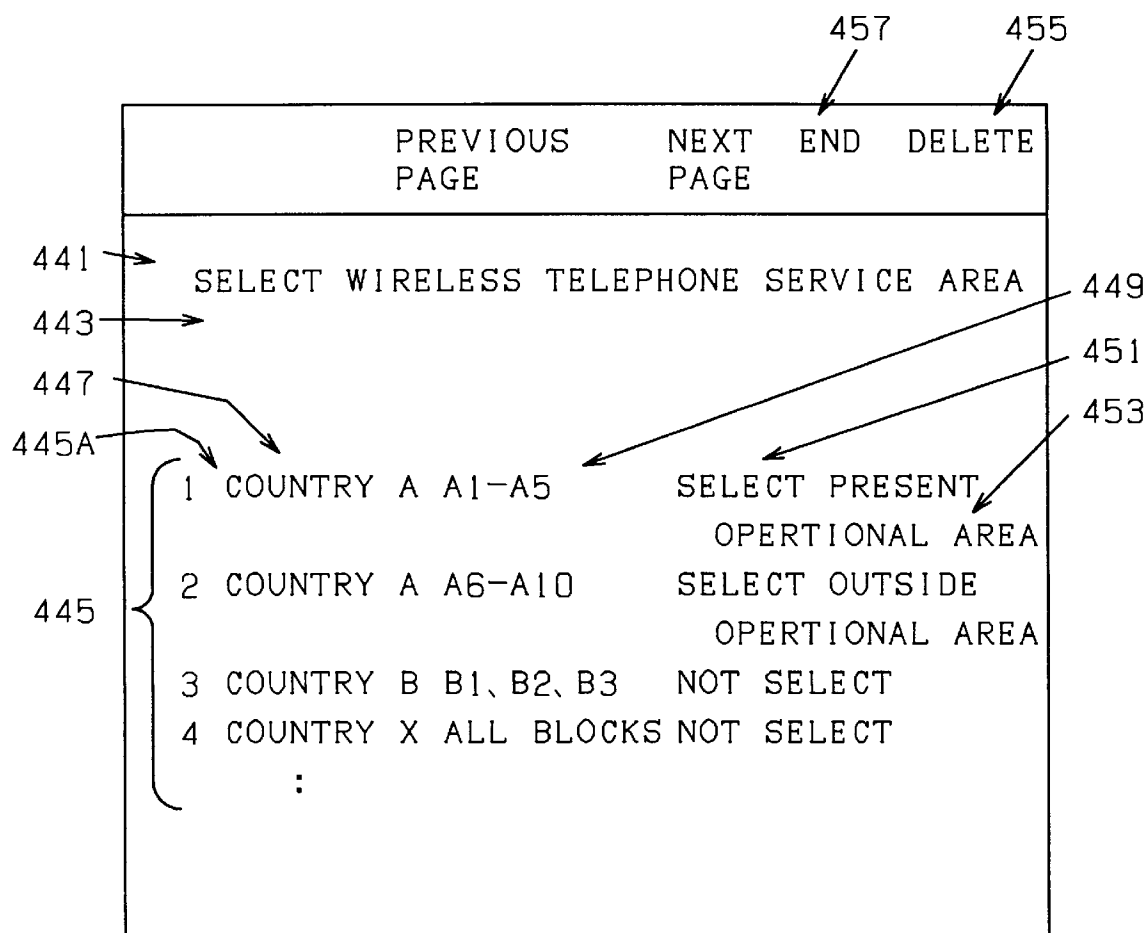 457 455
PREVIOUS NEXT END DELETE
PAGE PAGE
441
SELECT WIRELESS TELEPHONE SERVICE AREA
449
443
451
447
453
445A
1 COUNTRY A A1-A5 SELECT PRESENT
OPERTIONAL AREA
2 COUNTRY A A6-A10 SELECT OUTSIDE
445
OPERTIONAL AREA
3 COUNTRY B B1、B2、B3 NOT SELECT
4 COUNTRY X ALL BLOCKS NOT SELECT
: